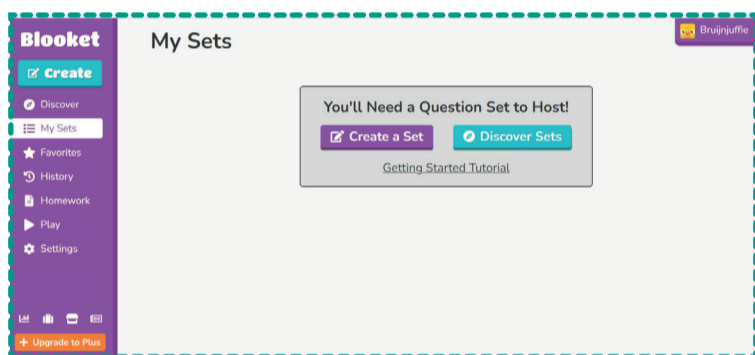 Blooket
Create
Discover
My Sets
Favorites
History
Homework
Play
Settings
Upgrade to Plus
My Sets
Bruijnjuffie
You'll Need a Question Set to Host!
Create a Set Discover Sets
Getting Started Tutorial